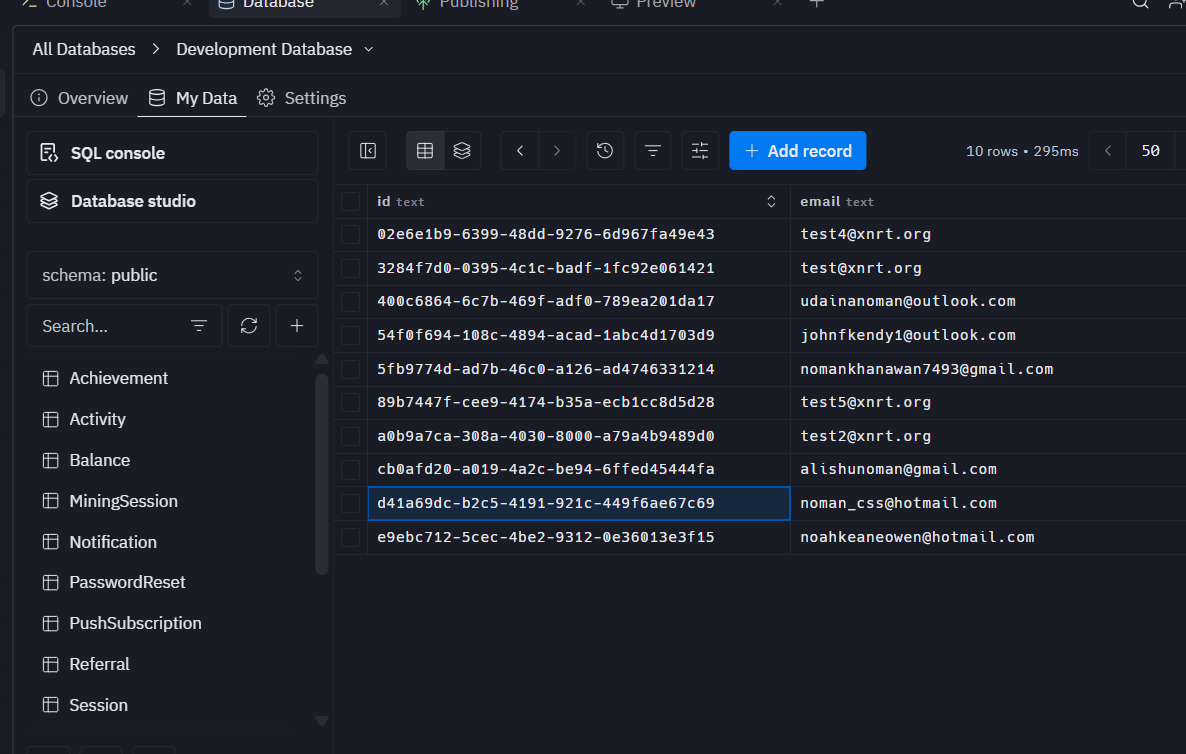 Console Database Publishing Preview
All Databases > Development Database
Overview My Data Settings
SQL console
Database studio
schema: public
Search...
Achievement
Activity
Balance
MiningSession
Notification
PasswordReset
PushSubscription
Referral
Session
+ Add record
10 rows • 295ms
50
id text email text
02e6e1b9-6399-48dd-9276-6d967fa49e43 test4@xnrt.org
3284f7d0-0395-4c1c-badf-1fc92e061421 test@xnrt.org
400c6864-6c7b-469f-adf0-789ea201da17 udainanoman@outlook.com
54f0f694-108c-4894-acad-1abc4d1703d9 johnfkendy1@outlook.com
5fb9774d-ad7b-46c0-a126-ad4746331214 nomankhanawan7493@gmail.com
89b7447f-cee9-4174-b35a-ecb1cc8d5d28 test5@xnrt.org
a0b9a7ca-308a-4030-8000-a79a4b9489d0 test2@xnrt.org
cb0afd20-a019-4a2c-be94-6ffed45444fa alishunoman@gmail.com
d41a69dc-b2c5-4191-921c-449f6ae67c69 noman_css@hotmail.com
e9ebc712-5cec-4be2-9312-0e36013e3f15 noahkeaneowen@hotmail.com